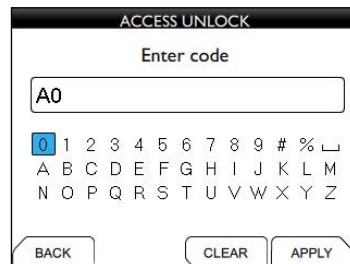 ACCESS UNLOCK
Enter code
A0
0 1 2 3 4 5 6 7 8 9 # % ⎵
A B C D E F G H I J K L M
N O P Q R S T U V W X Y Z
BACK CLEAR APPLY